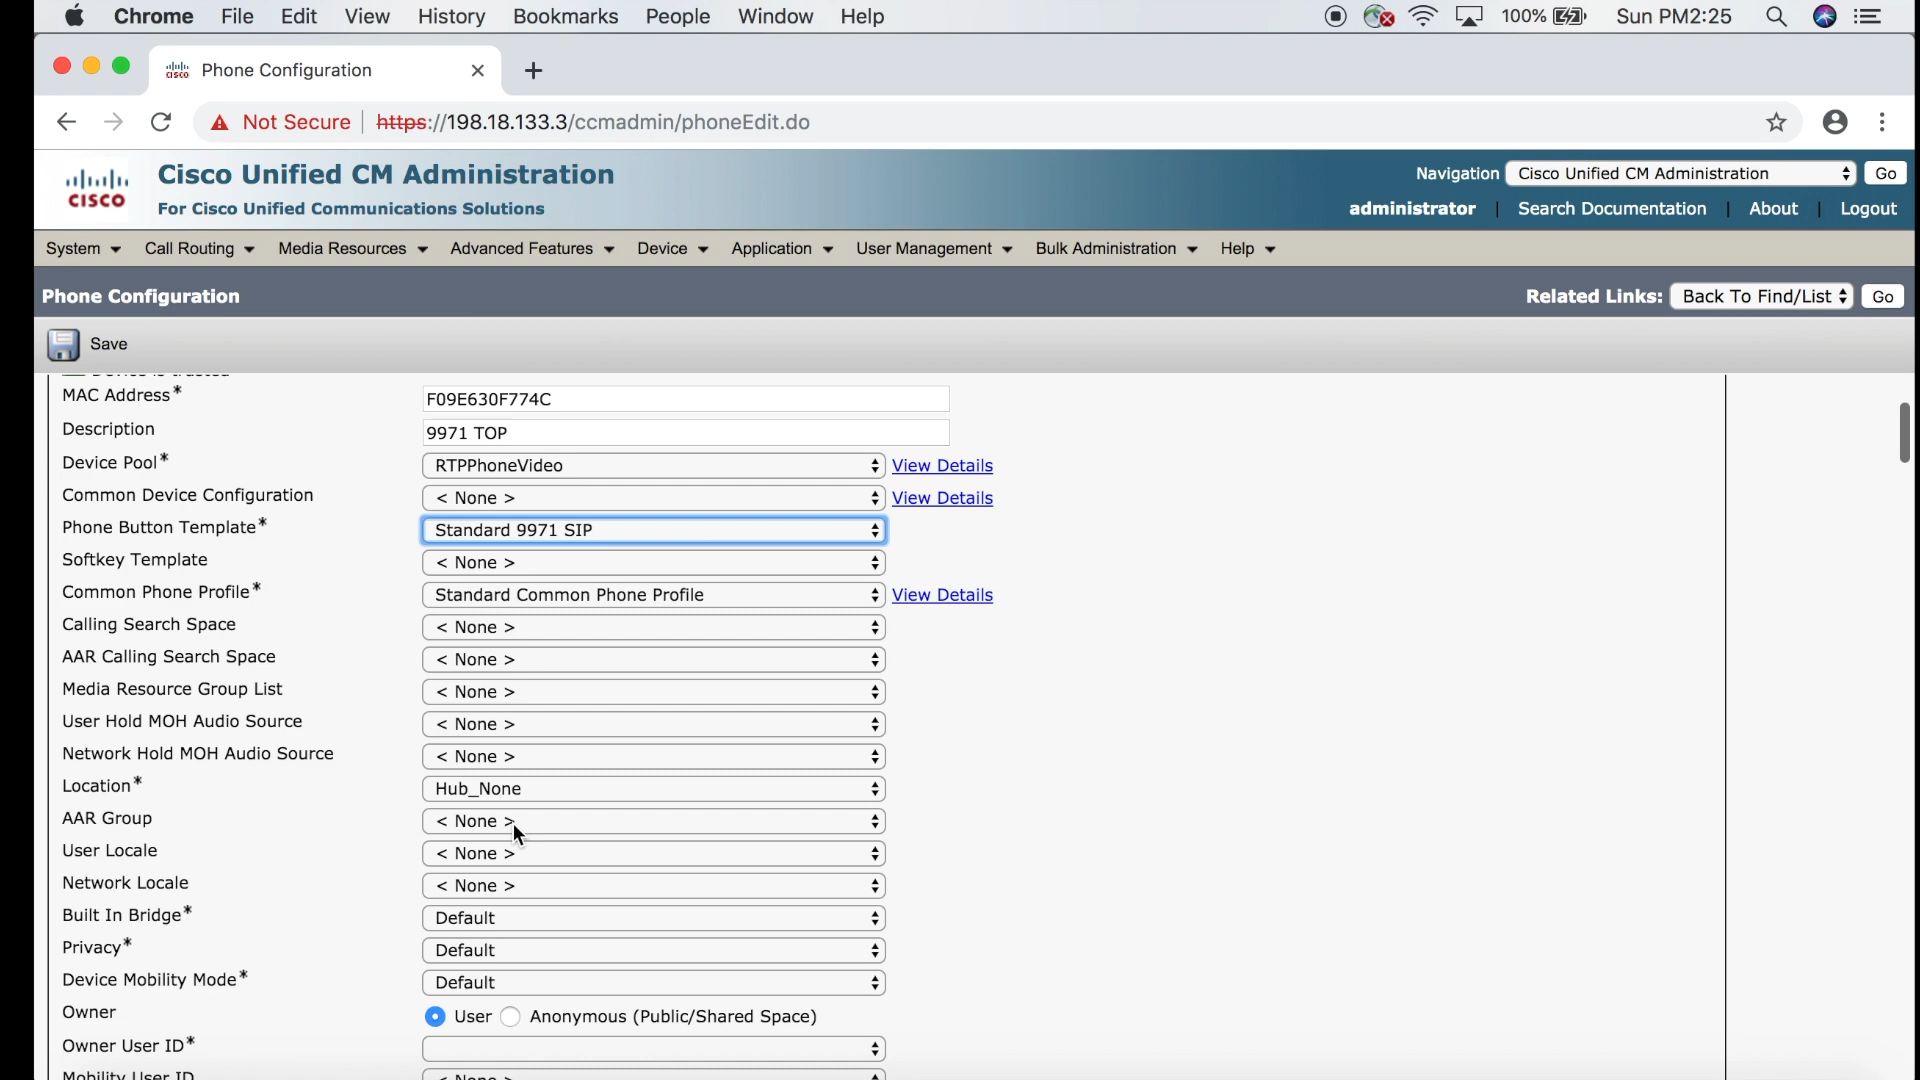 Chrome File Edit View History Bookmarks People Window Help 100% Sun PM2:25
Phone Configuration
Not Secure https://198.18.133.3/ccmadmin/phoneEdit.do
CISCO
Cisco Unified CM Administration
For Cisco Unified Communications Solutions
Navigation Cisco Unified CM Administration Go
administrator Search Documentation About Logout
System Call Routing Media Resources Advanced Features Device Application User Management Bulk Administration Help
Phone Configuration Related Links: Back To Find/List Go
Save
Device is trusted
MAC Address* F09E630F774C
Description 9971 TOP
Device Pool* RTPPhoneVideo View Details
Common Device Configuration < None > View Details
Phone Button Template* Standard 9971 SIP
Softkey Template < None >
Common Phone Profile* Standard Common Phone Profile View Details
Calling Search Space < None >
AAR Calling Search Space < None >
Media Resource Group List < None >
User Hold MOH Audio Source < None >
Network Hold MOH Audio Source < None >
Location* Hub_None
AAR Group < None >
User Locale < None >
Network Locale < None >
Built In Bridge* Default
Privacy* Default
Device Mobility Mode* Default
Owner User Anonymous (Public/Shared Space)
Owner User ID*
Mobility User ID < None >